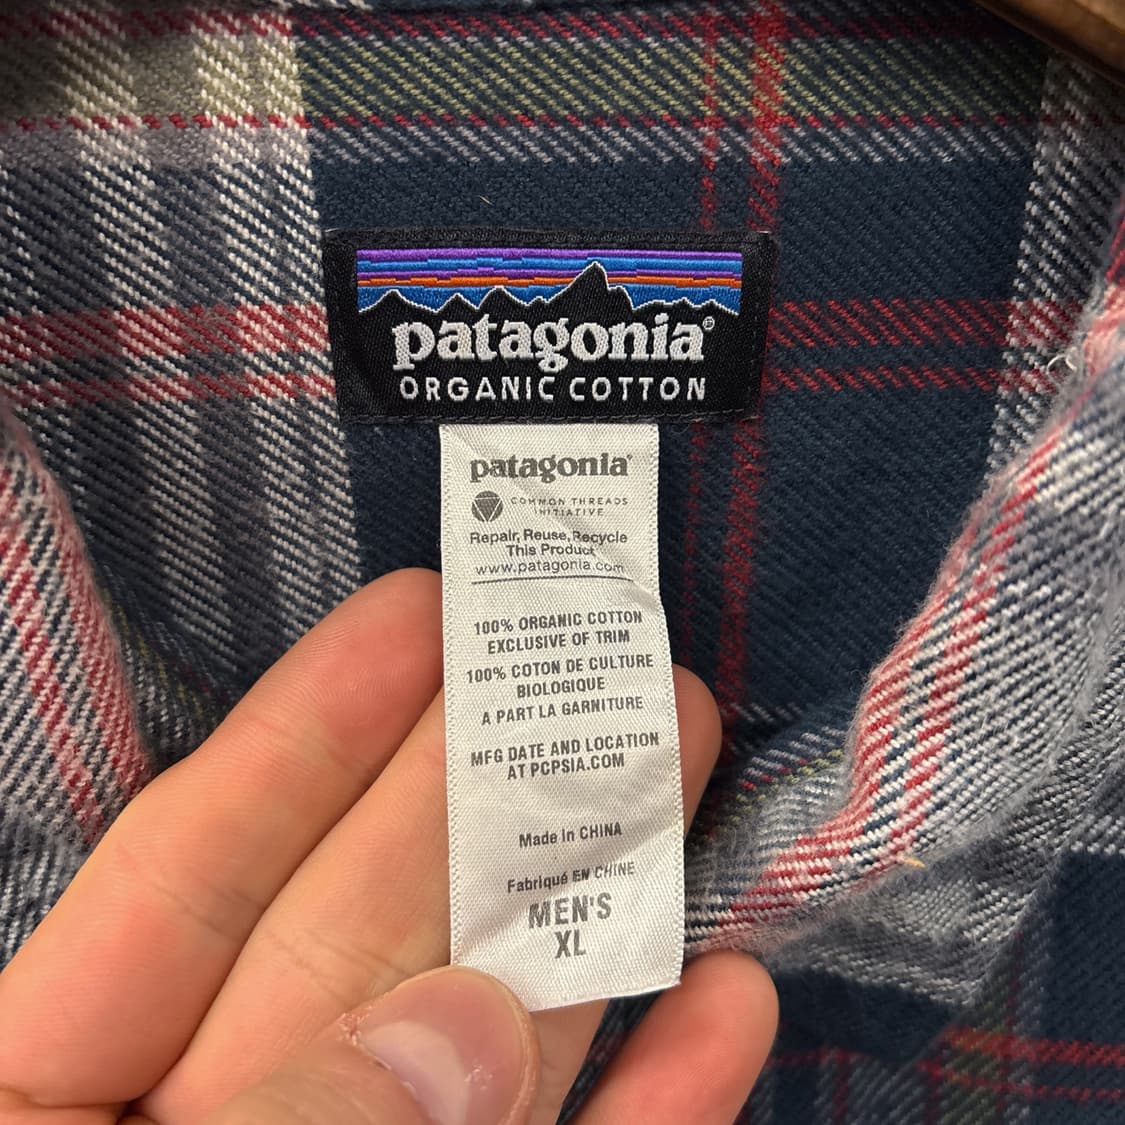 patagonia®
ORGANIC COTTON
patagonia®
COMMON THREADS
INITIATIVE
Repair, Reuse, Recycle
This Product
www.patagonia.com
100% ORGANIC COTTON
EXCLUSIVE OF TRIM
100% COTON DE CULTURE
BIOLOGIQUE
A PART LA GARNITURE
MFG DATE AND LOCATION
AT PCPSIA.COM
Made In CHINA
Fabriqué EN CHINE
MEN'S
XL